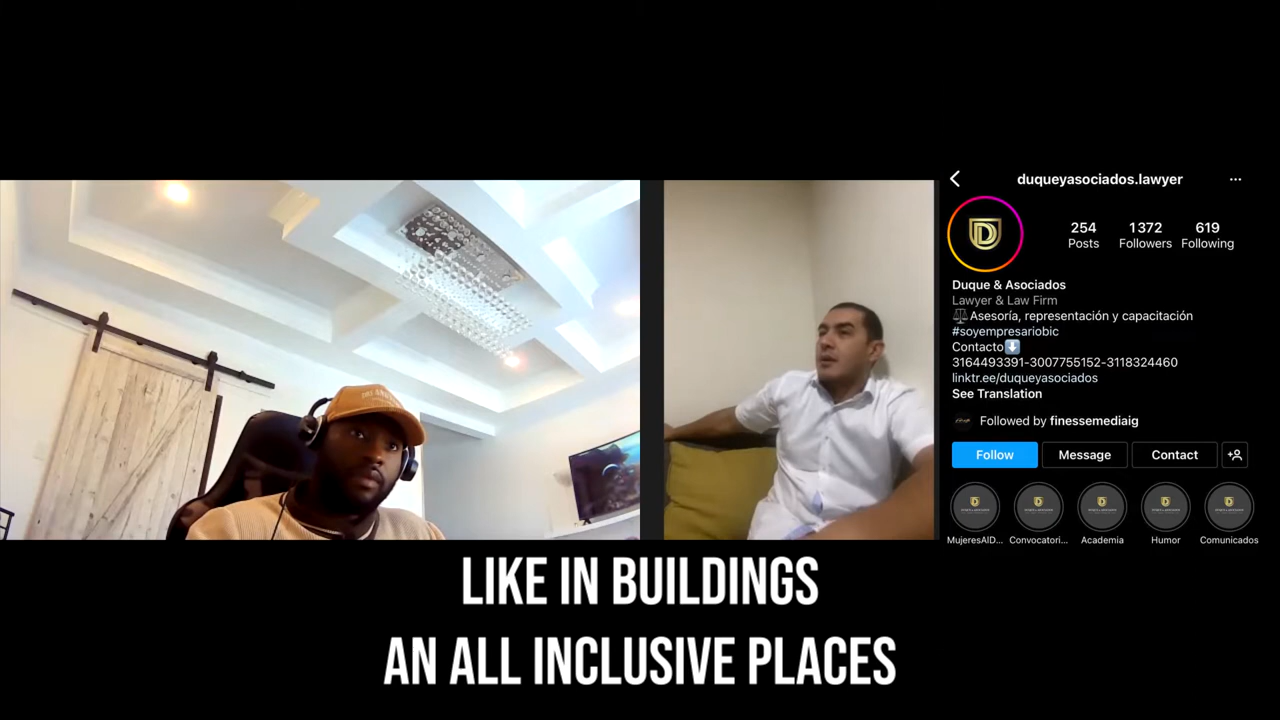 duqueyasociados.lawyer
254
1372
619
Posts
Followers
Following
Duque & Asociados
Lawyer & Law Firm
⚖️Asesoría, representación y capacitación
#soyempresariobic
Contacto⬇️
3164493391-3007755152-3118324460
linktr.ee/duqueyasociados
See Translation
Followed by finessemediaig
Follow
Message
Contact
MujeresAlD...
Convocatori...
Academia
Humor
Comunicados
LIKE IN BUILDINGS
AN ALL INCLUSIVE PLACES